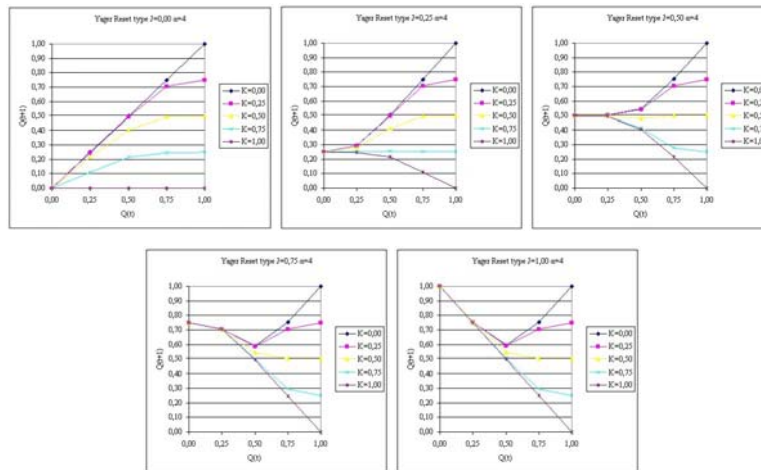 Yager Reset type J=0,00 α=4
1,00
0,90
0,80
0,70
0,60
0,50
0,40
0,30
0,20
0,10
0,00
Q(t+1)
0,00 0,25 0,50 0,75 1,00
Q(t)
K=0,00
K=0,25
K=0,50
K=0,75
K=1,00
Yager Reset type J=0,25 α=4
1,00
0,90
0,80
0,70
0,60
0,50
0,40
0,30
0,20
0,10
0,00
Q(t+1)
0,00 0,25 0,50 0,75 1,00
Q(t)
K=0,00
K=0,25
K=0,50
K=0,75
K=1,00
Yager Reset type J=0,50 α=4
1,00
0,90
0,80
0,70
0,60
0,50
0,40
0,30
0,20
0,10
0,00
Q(t+1)
0,00 0,25 0,50 0,75 1,00
Q(t)
K=1,00
Yager Reset type J=0,75 α=4
1,00
0,90
0,80
0,70
0,60
0,50
0,40
0,30
0,20
0,10
0,00
Q(t+1)
0,00 0,25 0,50 0,75 1,00
Q(t)
K=0,00
K=0,25
K=0,50
K=0,75
K=1,00
Yager Reset type J=1,00 α=4
1,00
0,90
0,80
0,70
0,60
0,50
0,40
0,30
0,20
0,10
0,00
Q(t+1)
0,00 0,25 0,50 0,75 1,00
Q(t)
K=0,00
K=0,25
K=0,50
K=0,75
K=1,00